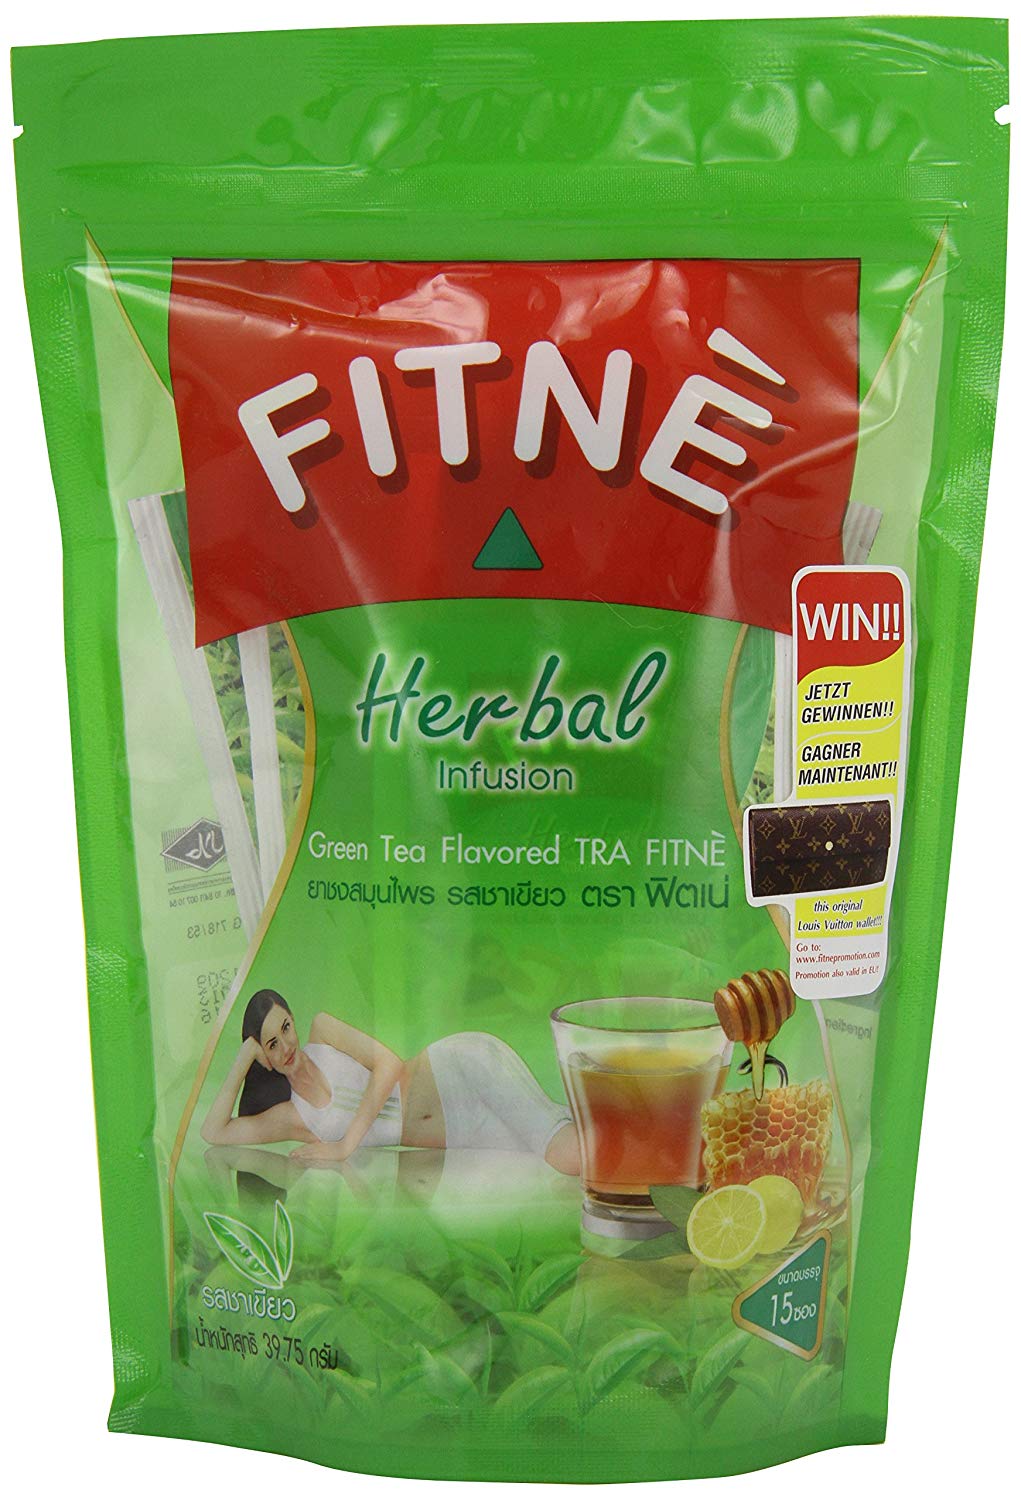 FITNÈ
Herbal
Infusion
Green Tea Flavored TRA FITNÈ
ยาชงสมุนไพร รสชาเขียว ตรา ฟิตเน่
WIN!!
JETZT
GEWINNEN!!
GAGNER
MAINTENANT!!
this original
Louis Vuitton wallet!!!
Go to:
www.fitnepromotion.com
Promotion also valid in EU!
G 718/53
รสชาเขียว
น้ำหนักสุทธิ 39.75 กรัม
ขนาดบรรจุ
15 ซอง